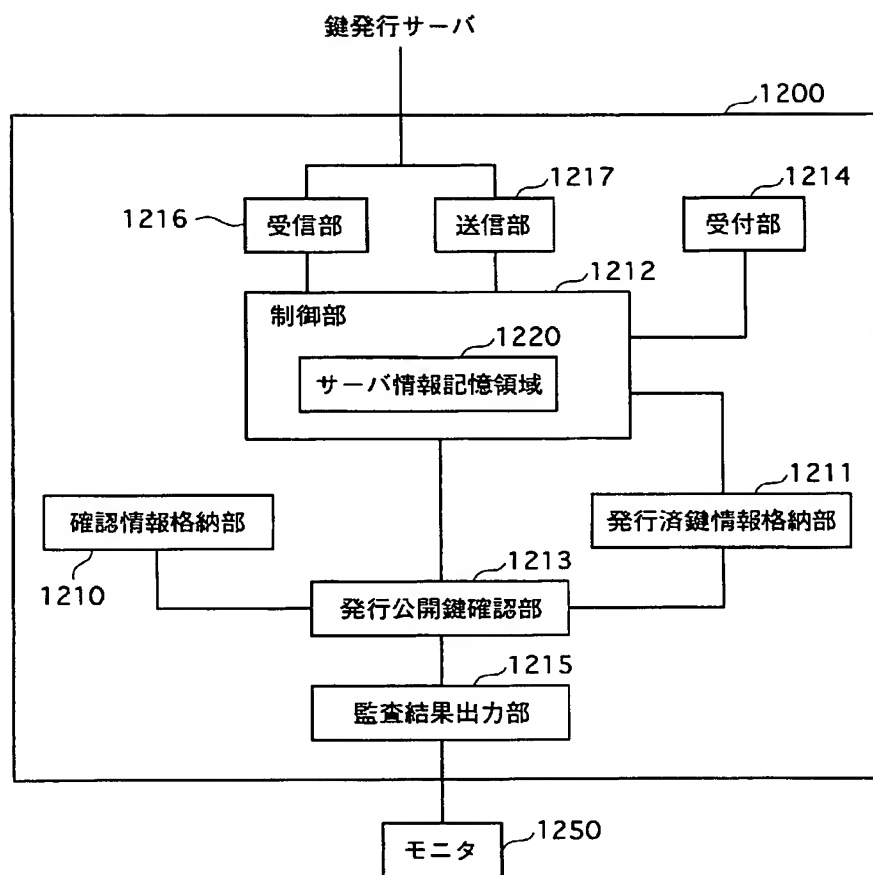 鍵発行サーバ
1200
1217
1214
1216
受信部
送信部
受付部
1212
制御部
1220
サーバ情報記憶領域
1211
確認情報格納部
発行済鍵情報格納部
1213
1210
発行公開鍵確認部
1215
監査結果出力部
モニタ
1250